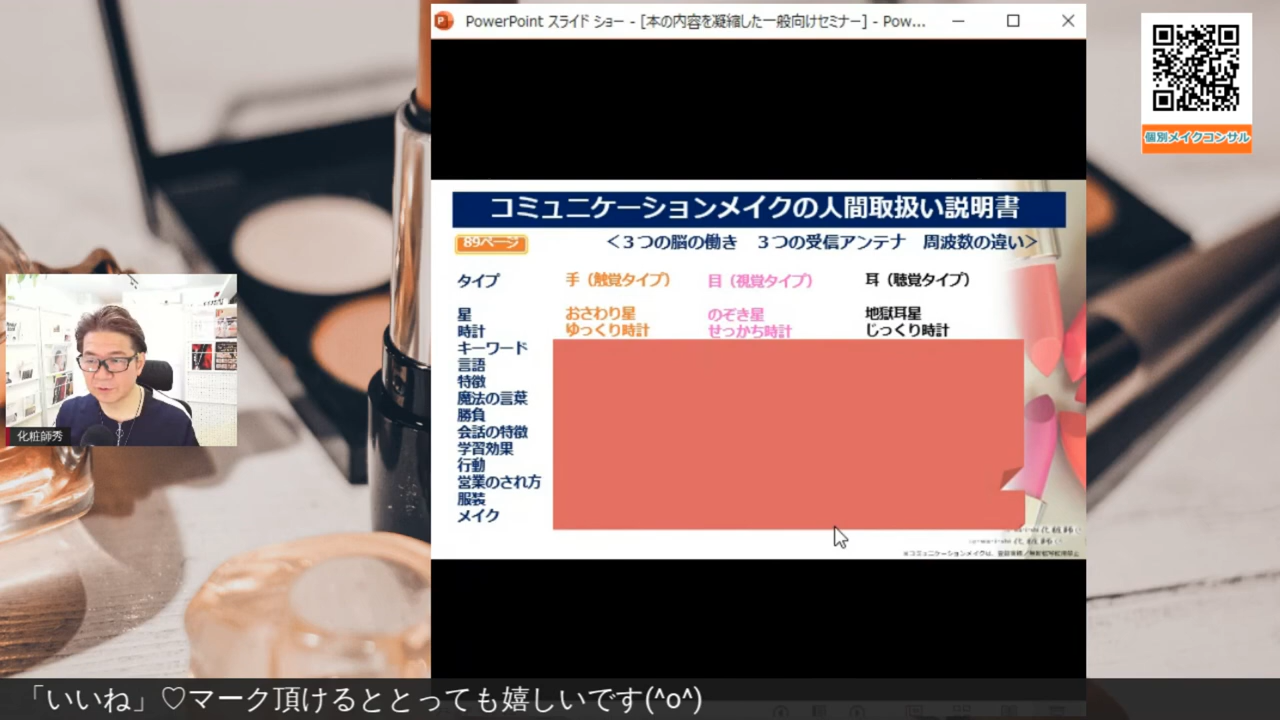 PowerPoint スライド ショー - [本の内容を凝縮した一般向けセミナー] - Pow...
個別メイクコンサル
コミュニケーションメイクの人間取扱い説明書
89ページ
＜３つの脳の働き　３つの受信アンテナ　周波数の違い＞
タイプ 手（触覚タイプ） 目（視覚タイプ） 耳（聴覚タイプ）
星 おさわり星 のぞき星 地獄耳星
時計 ゆっくり時計 せっかち時計 じっくり時計
キーワード
言語
特徴
魔法の言葉
勝負
会話の特徴
学習効果
行動
営業のされ方
服装
メイク
化粧師秀
「いいね」♡マーク頂けるととっても嬉しいです(^o^)